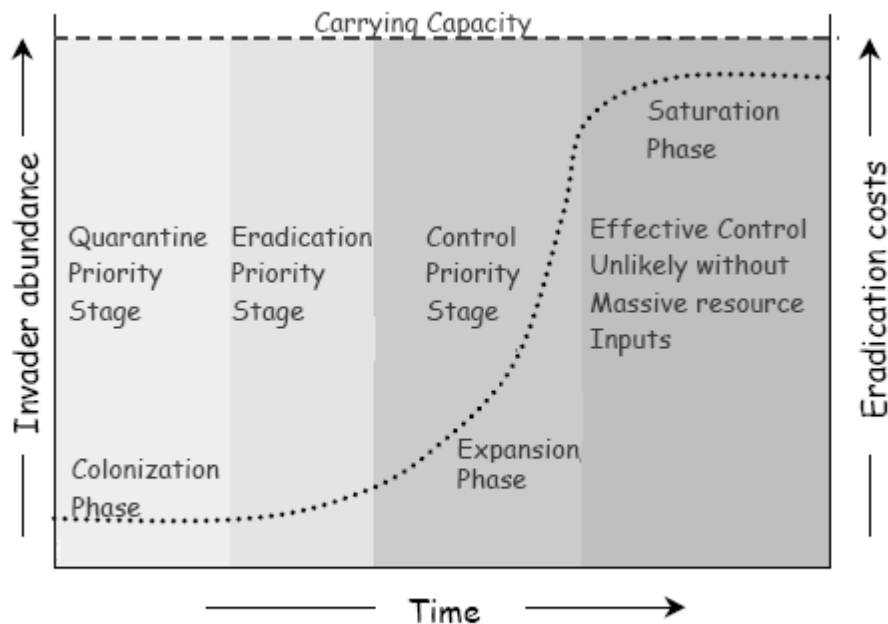 Carrying Capacity
Invader abundance
Quarantine
Priority
Stage
Eradication
Priority
Stage
Control
Priority
Stage
Saturation
Phase
Effective Control
Unlikely without
Massive resource
Inputs
Colonization
Phase
Expansion
Phase
Eradication costs
Time